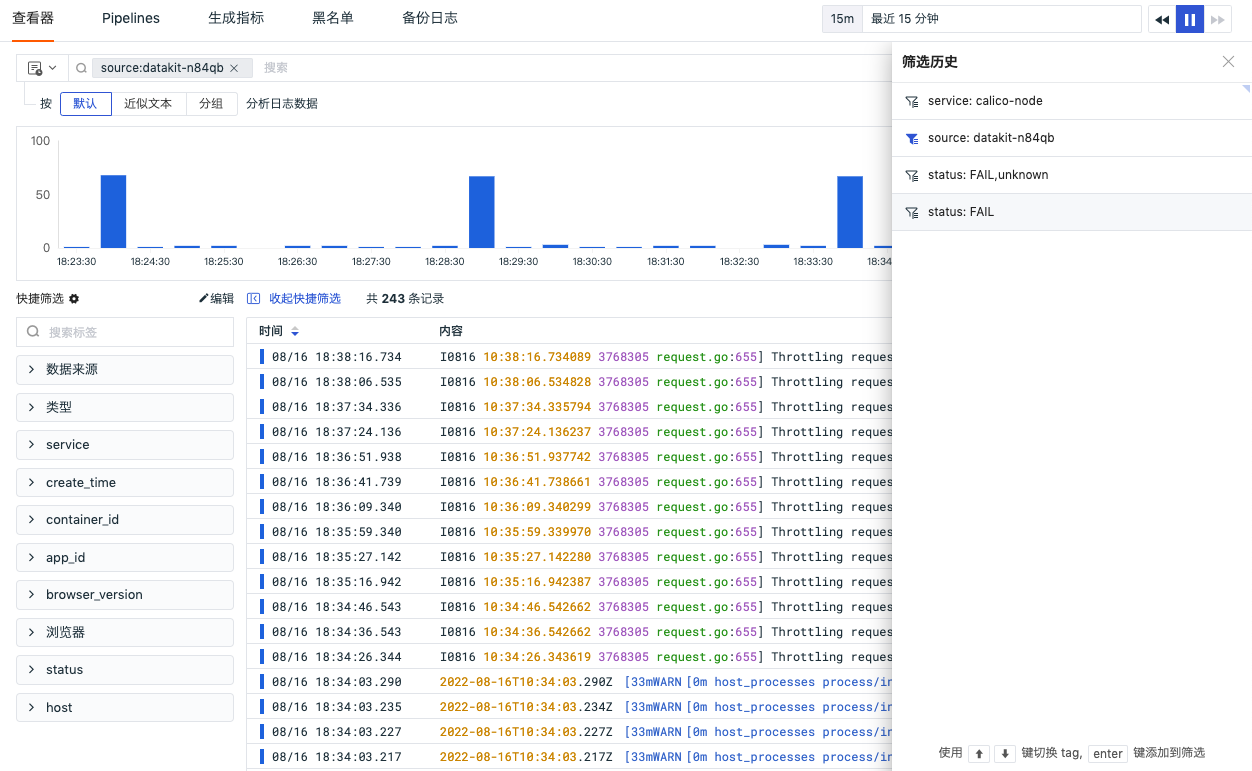 查看器 Pipelines 生成指标 黑名单 备份日志 15m 最近 15 分钟
source:datakit-n84qb 搜索
按 默认 近似文本 分组 分析日志数据
100
50
0
18:23:30 18:24:30 18:25:30 18:26:30 18:27:30 18:28:30 18:29:30 18:30:30 18:31:30 18:32:30 18:33:30 18:34
快捷筛选 编辑 收起快捷筛选 共 243 条记录
搜索标签
数据来源
类型
service
create_time
container_id
app_id
browser_version
浏览器
status
host
时间 内容
08/16 18:38:16.734 I0816 10:38:16.734089 3768305 request.go:655] Throttling reques
08/16 18:38:06.535 I0816 10:38:06.534828 3768305 request.go:655] Throttling reques
08/16 18:37:34.336 I0816 10:37:34.335794 3768305 request.go:655] Throttling reques
08/16 18:37:24.136 I0816 10:37:24.136237 3768305 request.go:655] Throttling reques
08/16 18:36:51.938 I0816 10:36:51.937742 3768305 request.go:655] Throttling reques
08/16 18:36:41.739 I0816 10:36:41.738661 3768305 request.go:655] Throttling reques
08/16 18:36:09.340 I0816 10:36:09.340299 3768305 request.go:655] Throttling reques
08/16 18:35:59.340 I0816 10:35:59.339970 3768305 request.go:655] Throttling reques
08/16 18:35:27.142 I0816 10:35:27.142280 3768305 request.go:655] Throttling reques
08/16 18:35:16.942 I0816 10:35:16.942387 3768305 request.go:655] Throttling reques
08/16 18:34:46.543 I0816 10:34:46.542662 3768305 request.go:655] Throttling reques
08/16 18:34:36.543 I0816 10:34:36.542662 3768305 request.go:655] Throttling reques
08/16 18:34:26.344 I0816 10:34:26.343619 3768305 request.go:655] Throttling reques
08/16 18:34:03.290 2022-08-16T10:34:03.290Z [33mWARN [0m host_processes process/in
08/16 18:34:03.235 2022-08-16T10:34:03.234Z [33mWARN [0m host_processes process/in
08/16 18:34:03.227 2022-08-16T10:34:03.227Z [33mWARN [0m host_processes process/in
08/16 18:34:03.217 2022-08-16T10:34:03.217Z [33mWARN [0m host_processes process/in
筛选历史
service: calico-node
source: datakit-n84qb
status: FAIL,unknown
status: FAIL
使用 ↑ ↓ 键切换 tag, enter 键添加到筛选